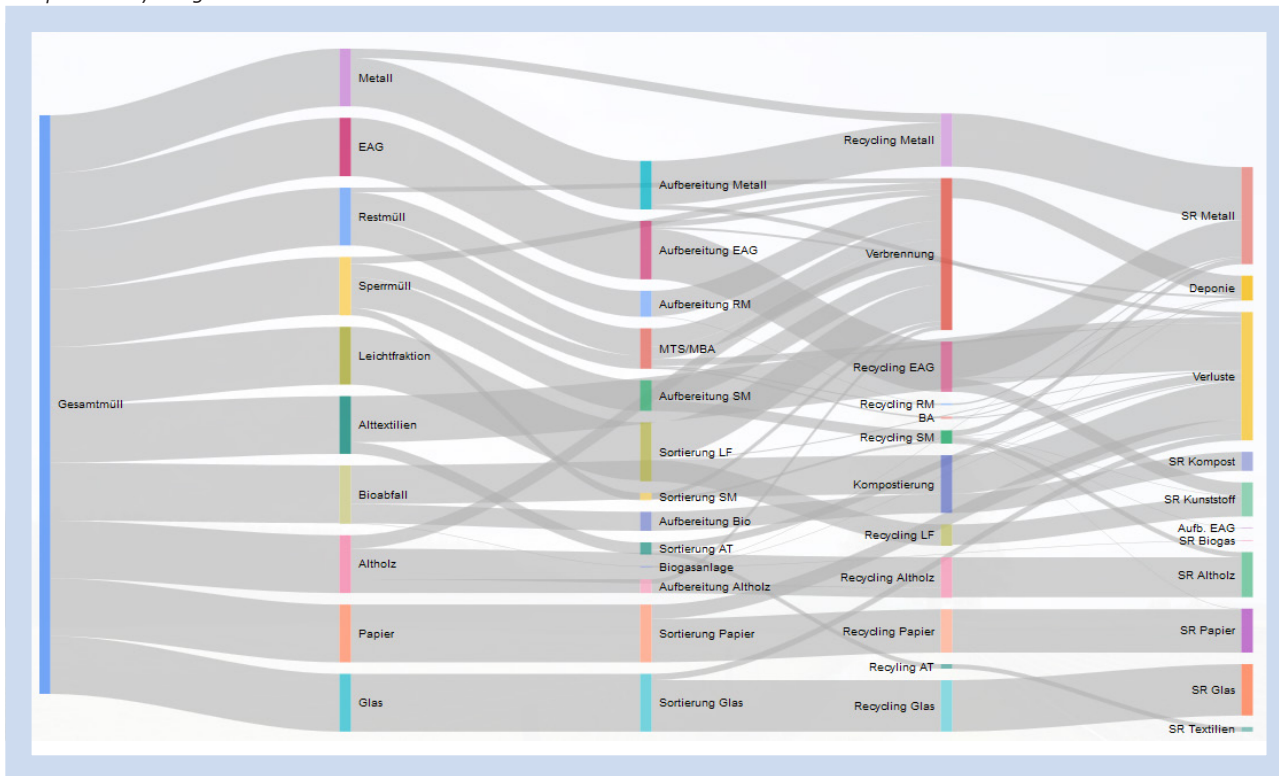 Gesamtmüll
Metall
EAG
Restmüll
Sperrmüll
Leichtfraktion
Alttextilien
Bioabfall
Altholz
Papier
Glas
Aufbereitung Metall
Aufbereitung EAG
Aufbereitung RM
MTS/MBA
Aufbereitung SM
Sortierung LF
Sortierung SM
Aufbereitung Bio
Sortierung AT
Biogasanlage
Aufbereitung Altholz
Sortierung Papier
Sortierung Glas
Recycling Metall
Verbrennung
Recycling EAG
Recycling RM
BA
Recycling SM
Kompostierung
Recycling LF
Recycling Altholz
Recycling Papier
Recyling AT
Recycling Glas
SR Metall
Deponie
Verluste
SR Kompost
SR Kunststoff
Aufb. EAG
SR Biogas
SR Altholz
SR Papier
SR Glas
SR Textilien